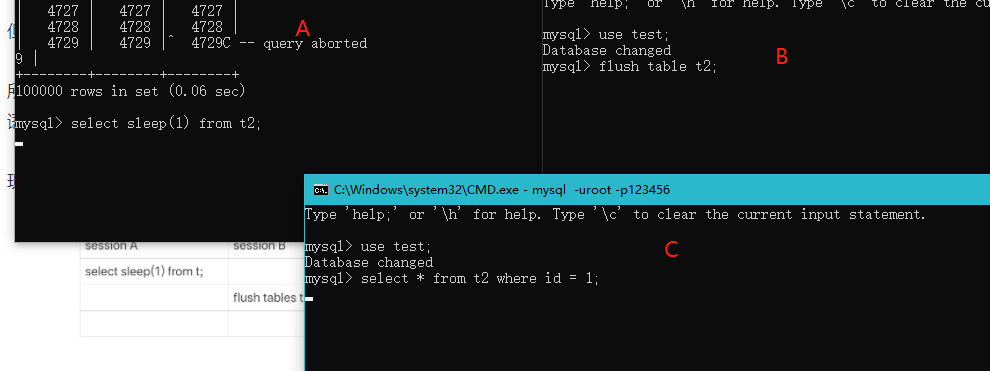 | 4727 | 4727 | 4727 |
| 4728 | 4728 | 4728 |
| 4729 | 4729 |^ 4729C -- query aborted
9 |
+--------+--------+--------+
100000 rows in set (0.06 sec)
mysql> select sleep(1) from t2;
A
Type 'help;' or '\h' for help. Type '\c' to clear the cu
mysql> use test;
Database changed
mysql> flush table t2;
B
C:\Windows\system32\CMD.exe - mysql -uroot -p123456
Type 'help;' or '\h' for help. Type '\c' to clear the current input statement.
mysql> use test;
Database changed
mysql> select * from t2 where id = 1;
C
session A session B
select sleep(1) from t;
flush tables t